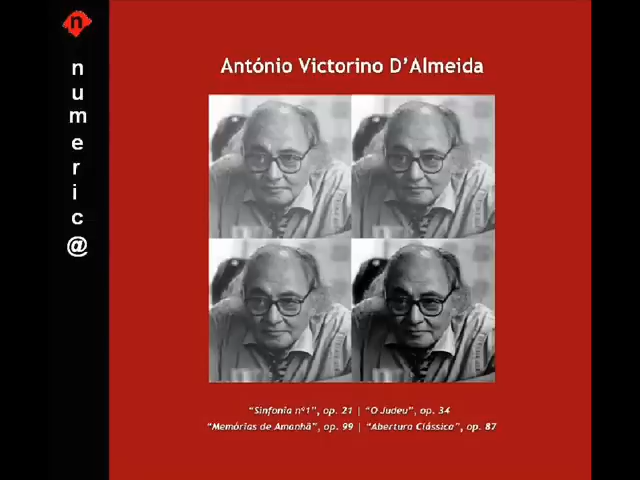 n
numeric@
António Victorino D'Almeida
"Sinfonia nº1", op. 21 | "O Judeu", op. 34
"Memórias de Amanhã", op. 99 | "Abertura Clássica", op. 87